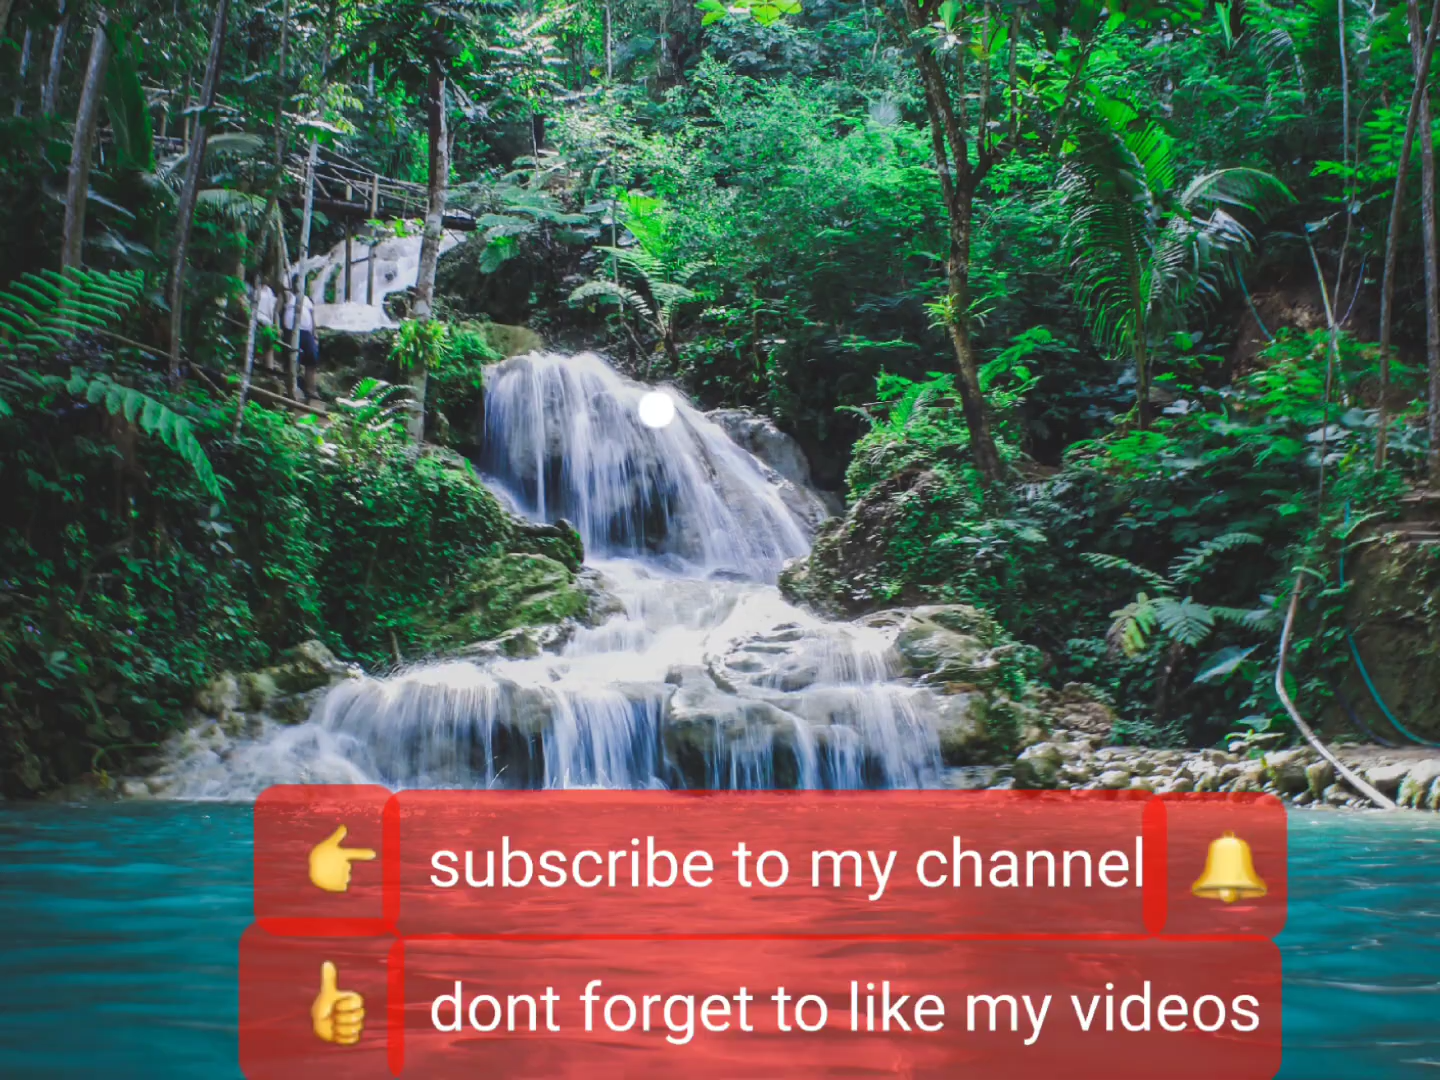 👉 subscribe to my channel 🔔
👍 dont forget to like my videos